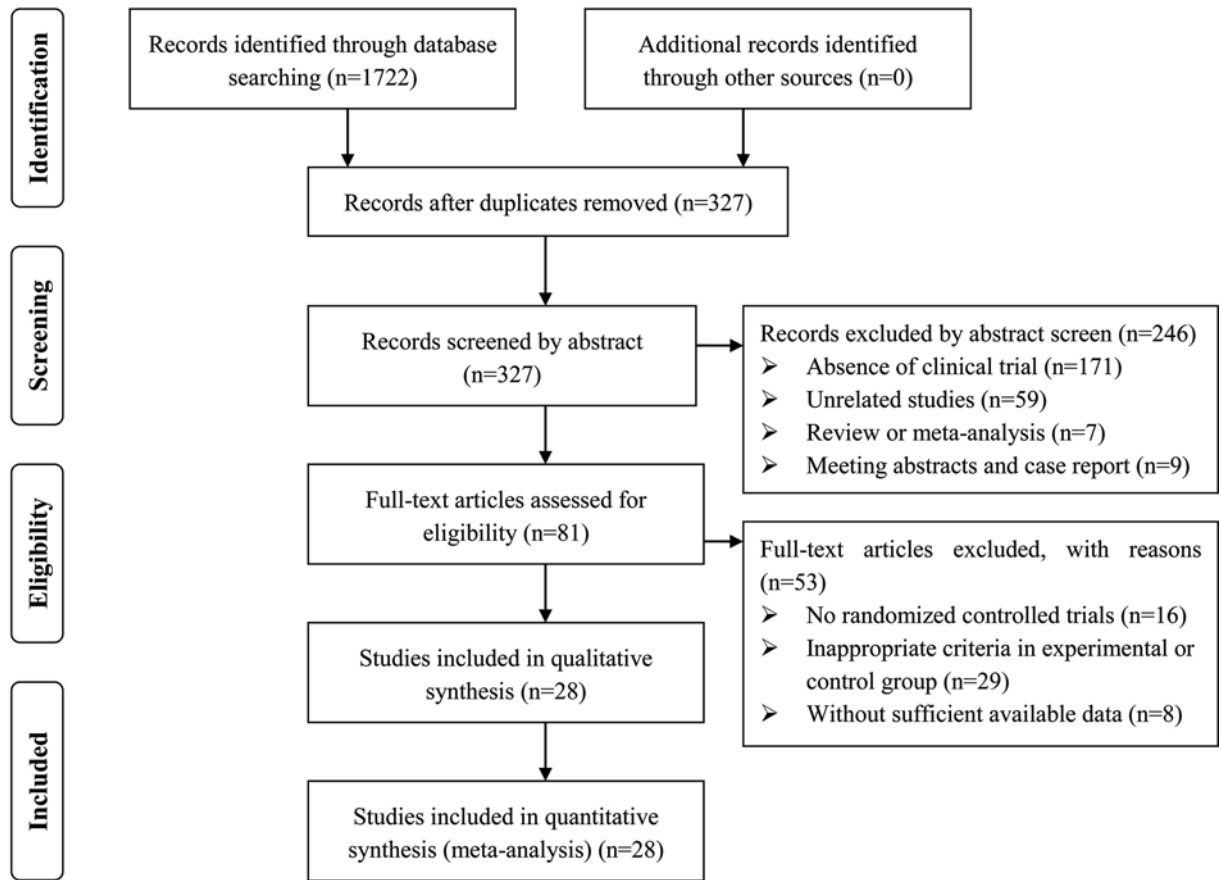 Identification
Records identified through database
searching (n=1722)
Additional records identified
through other sources (n=0)
Records after duplicates removed (n=327)
Screening
Records screened by abstract
(n=327)
Records excluded by abstract screen (n=246)
➢ Absence of clinical trial (n=171)
➢ Unrelated studies (n=59)
➢ Review or meta-analysis (n=7)
➢ Meeting abstracts and case report (n=9)
Eligibility
Full-text articles assessed for
eligibility (n=81)
Full-text articles excluded, with reasons
(n=53)
➢ No randomized controlled trials (n=16)
➢ Inappropriate criteria in experimental or
control group (n=29)
➢ Without sufficient available data (n=8)
Studies included in qualitative
synthesis (n=28)
Included
Studies included in quantitative
synthesis (meta-analysis) (n=28)